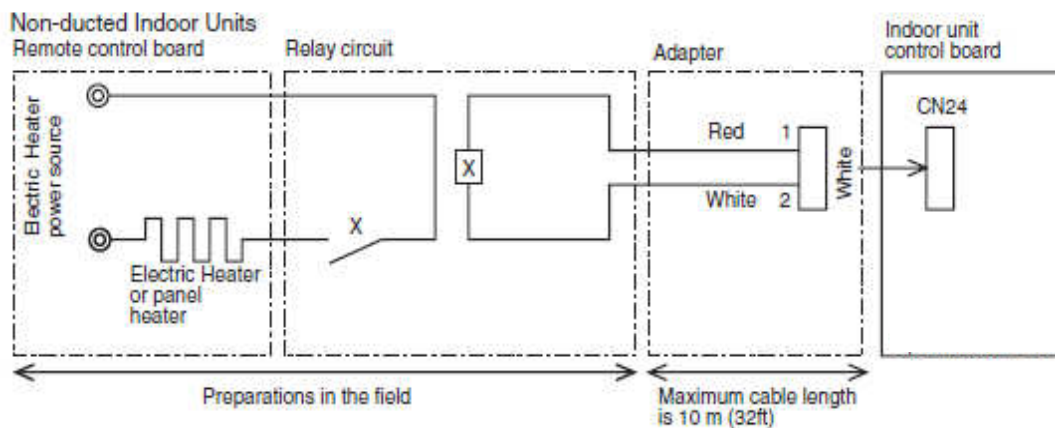 Non-ducted Indoor Units
Remote control board
Relay circuit
Adapter
Indoor unit
control board
Electric Heater
power source
Electric Heater
or panel
heater
X
X
Red 1
White 2
White
CN24
Preparations in the field
Maximum cable length
is 10 m (32ft)